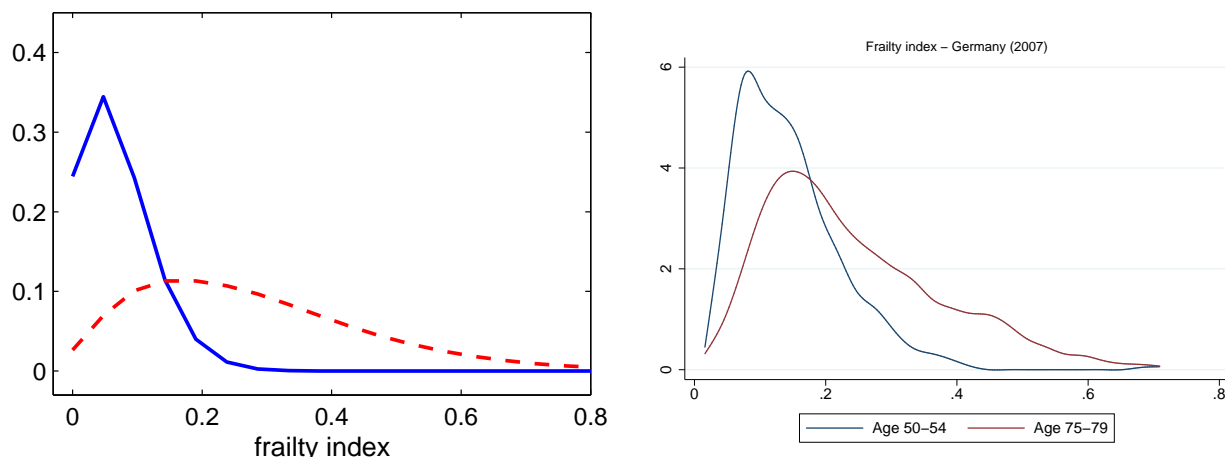 0.4
0.3
0.2
0.1
0
0 0.2 0.4 0.6 0.8
frailty index
Frailty index – Germany (2007)
6
4
2
0
0 .2 .4 .6 .8
Age 50–54 Age 75–79